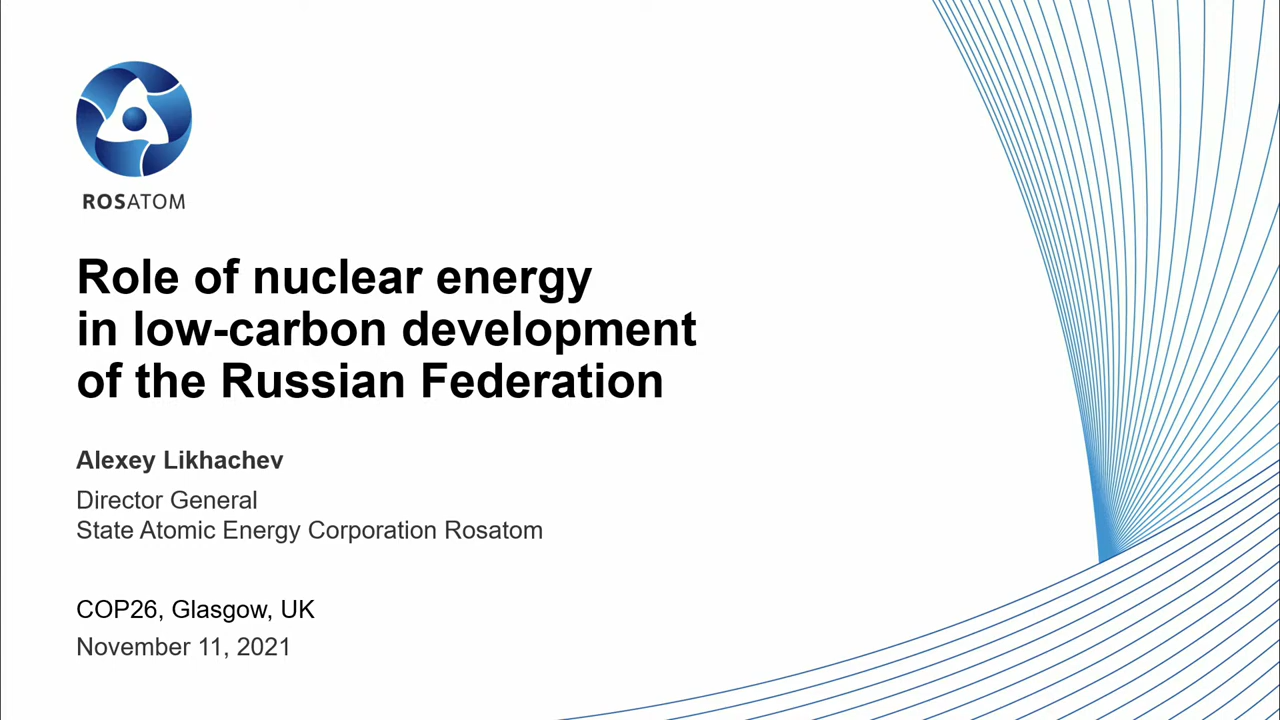 ROSATOM
Role of nuclear energy
in low-carbon development
of the Russian Federation
Alexey Likhachev
Director General
State Atomic Energy Corporation Rosatom
COP26, Glasgow, UK
November 11, 2021